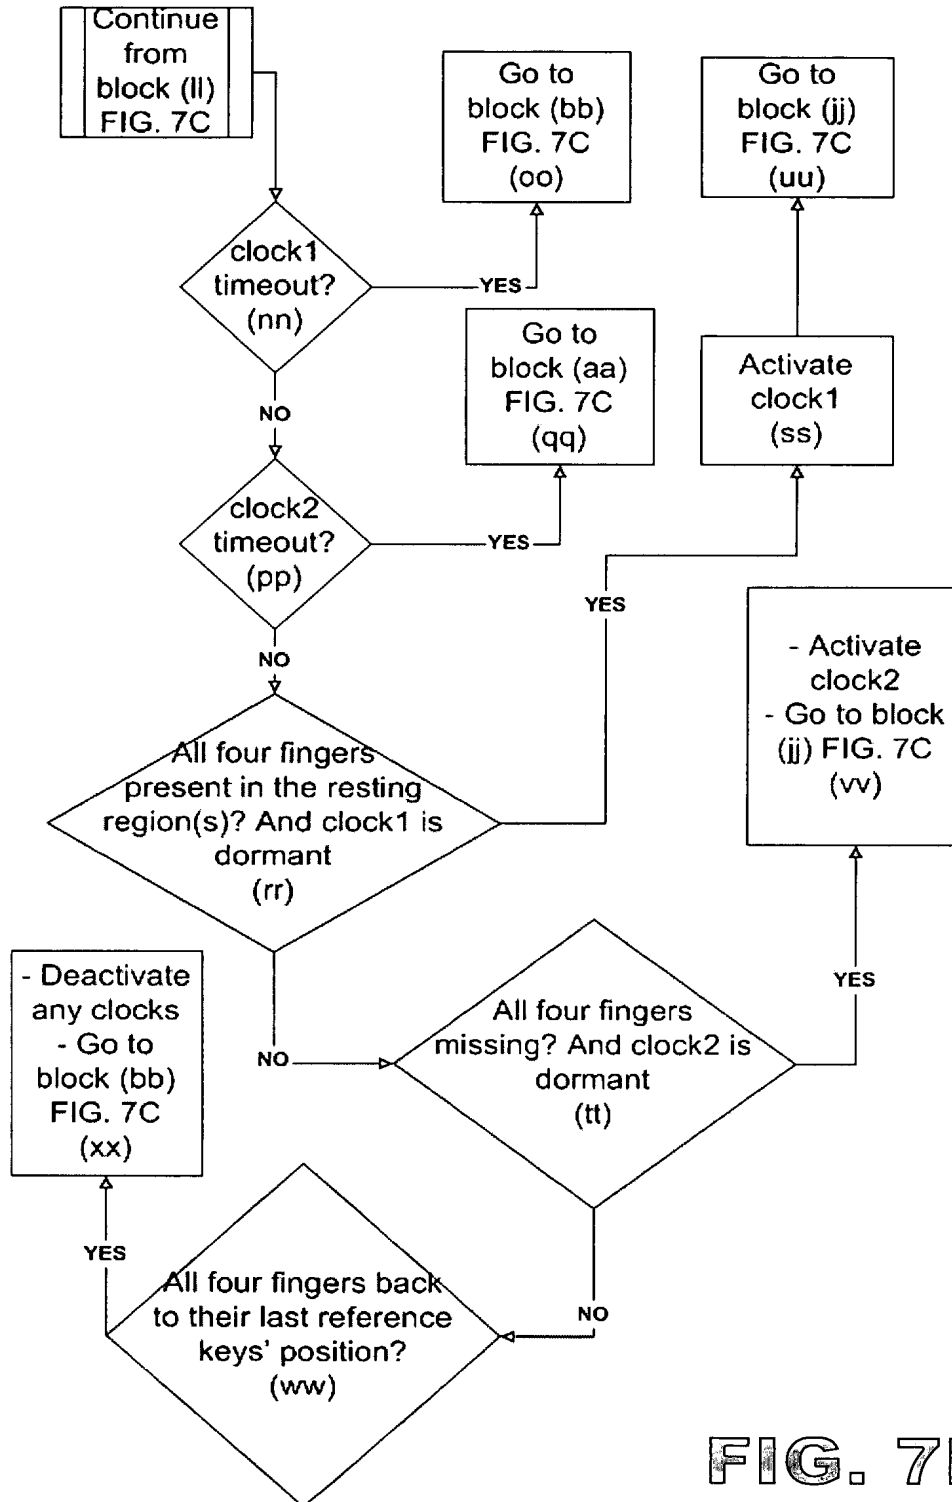 Continue
from
block (ll)
FIG. 7C
Go to
block (bb)
FIG. 7C
(oo)
Go to
block (jj)
FIG. 7C
(uu)
clock1
timeout?
(nn)
YES
NO
Go to
block (aa)
FIG. 7C
(qq)
Activate
clock1
(ss)
clock2
timeout?
(pp)
YES
NO
YES
All four fingers
present in the resting
region(s)? And clock1 is
dormant
(rr)
- Activate
clock2
- Go to block
(jj) FIG. 7C
(vv)
NO
YES
All four fingers
missing? And clock2 is
dormant
(tt)
- Deactivate
any clocks
- Go to
block (bb)
FIG. 7C
(xx)
YES
NO
All four fingers back
to their last reference
keys' position?
(ww)
FIG. 7